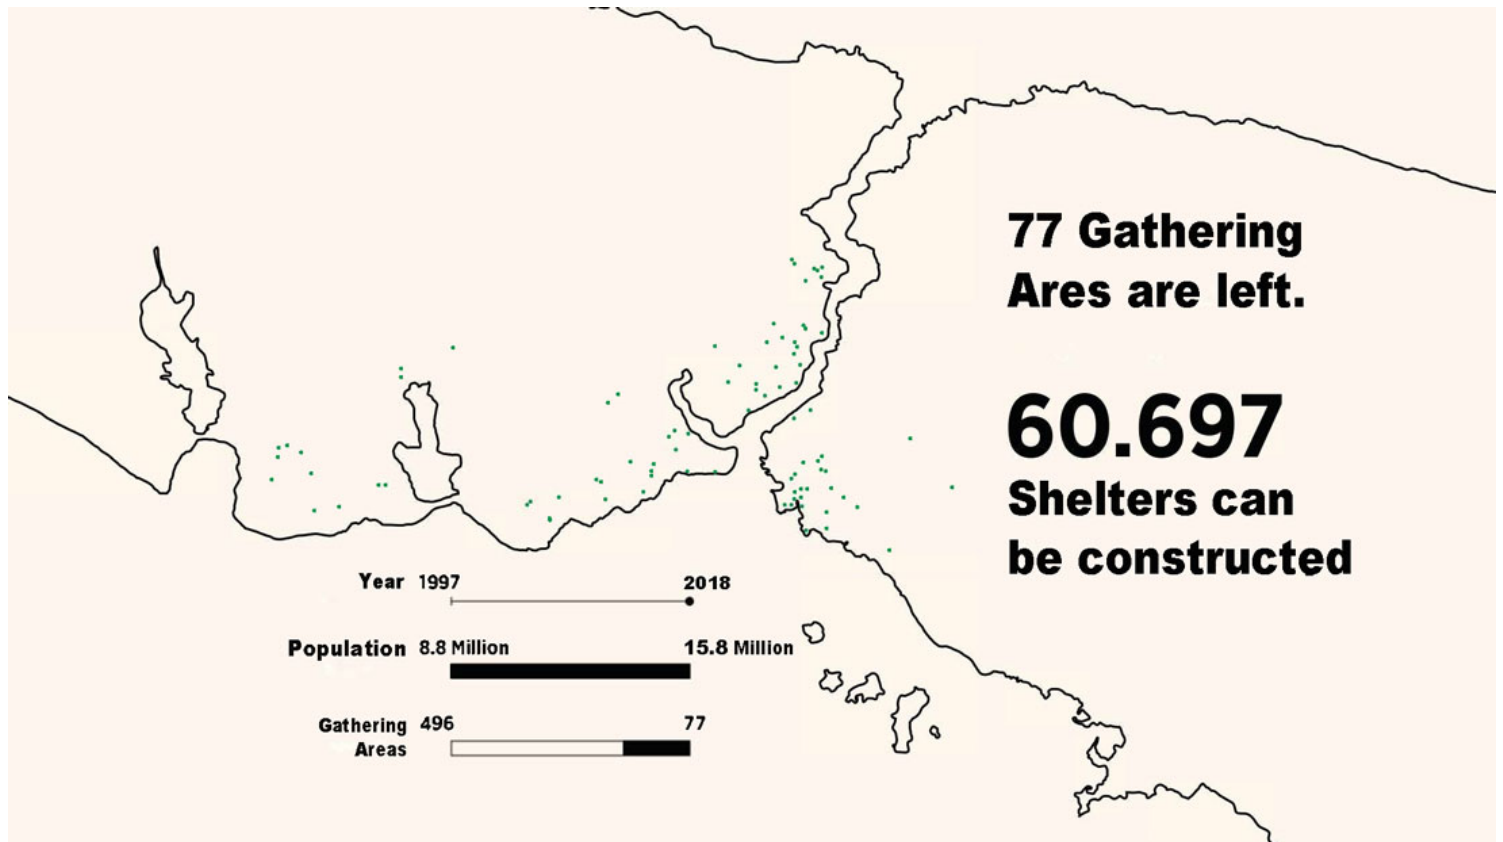 77 Gathering
Ares are left.
60.697
Shelters can
be constructed
Year 1997 2018
Population 8.8 Million 15.8 Million
Gathering 496 77
Areas